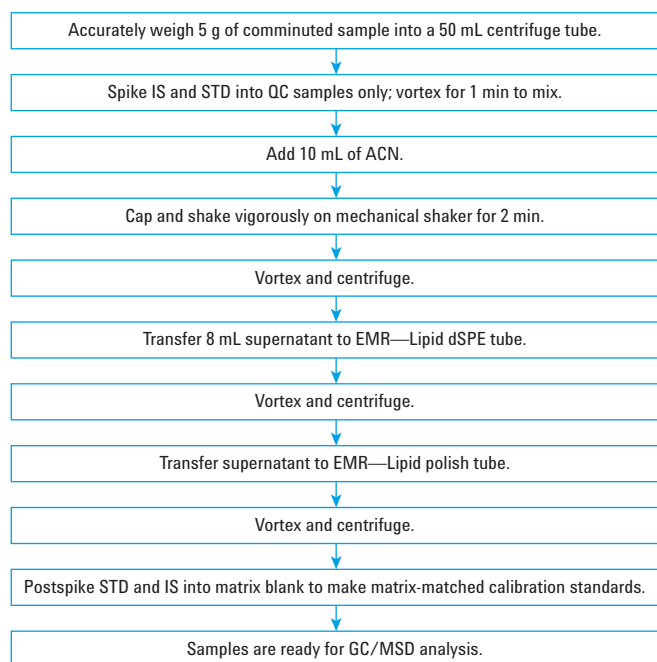 Accurately weigh 5 g of comminuted sample into a 50 mL centrifuge tube.
Spike IS and STD into QC samples only; vortex for 1 min to mix.
Add 10 mL of ACN.
Cap and shake vigorously on mechanical shaker for 2 min.
Vortex and centrifuge.
Transfer 8 mL supernatant to EMR—Lipid dSPE tube.
Vortex and centrifuge.
Transfer supernatant to EMR—Lipid polish tube.
Vortex and centrifuge.
Postspike STD and IS into matrix blank to make matrix-matched calibration standards.
Samples are ready for GC/MSD analysis.